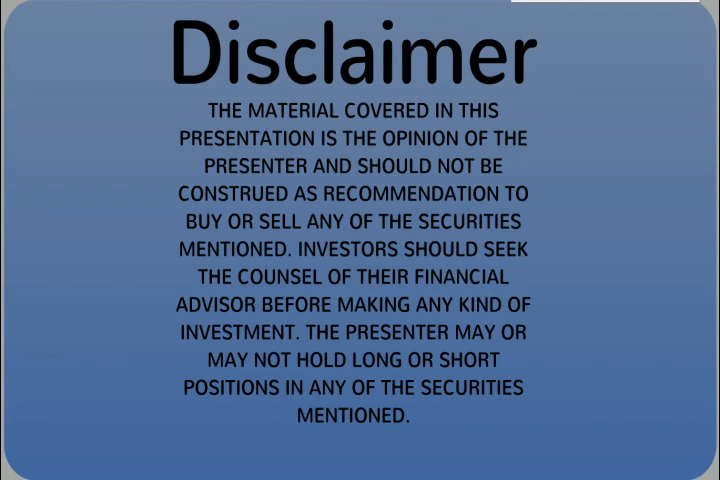 Disclaimer
THE MATERIAL COVERED IN THIS
PRESENTATION IS THE OPINION OF THE
PRESENTER AND SHOULD NOT BE
CONSTRUED AS RECOMMENDATION TO
BUY OR SELL ANY OF THE SECURITIES
MENTIONED. INVESTORS SHOULD SEEK
THE COUNSEL OF THEIR FINANCIAL
ADVISOR BEFORE MAKING ANY KIND OF
INVESTMENT. THE PRESENTER MAY OR
MAY NOT HOLD LONG OR SHORT
POSITIONS IN ANY OF THE SECURITIES
MENTIONED.